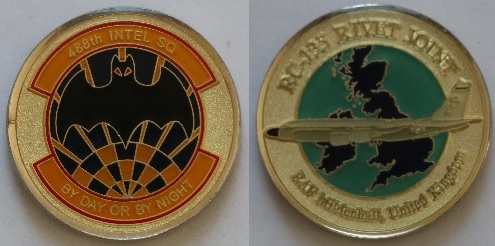 488th INTEL SQ
BY DAY OR BY NIGHT
RC-135 RIVET JOINT
RAF Mildenhall, United Kingdom